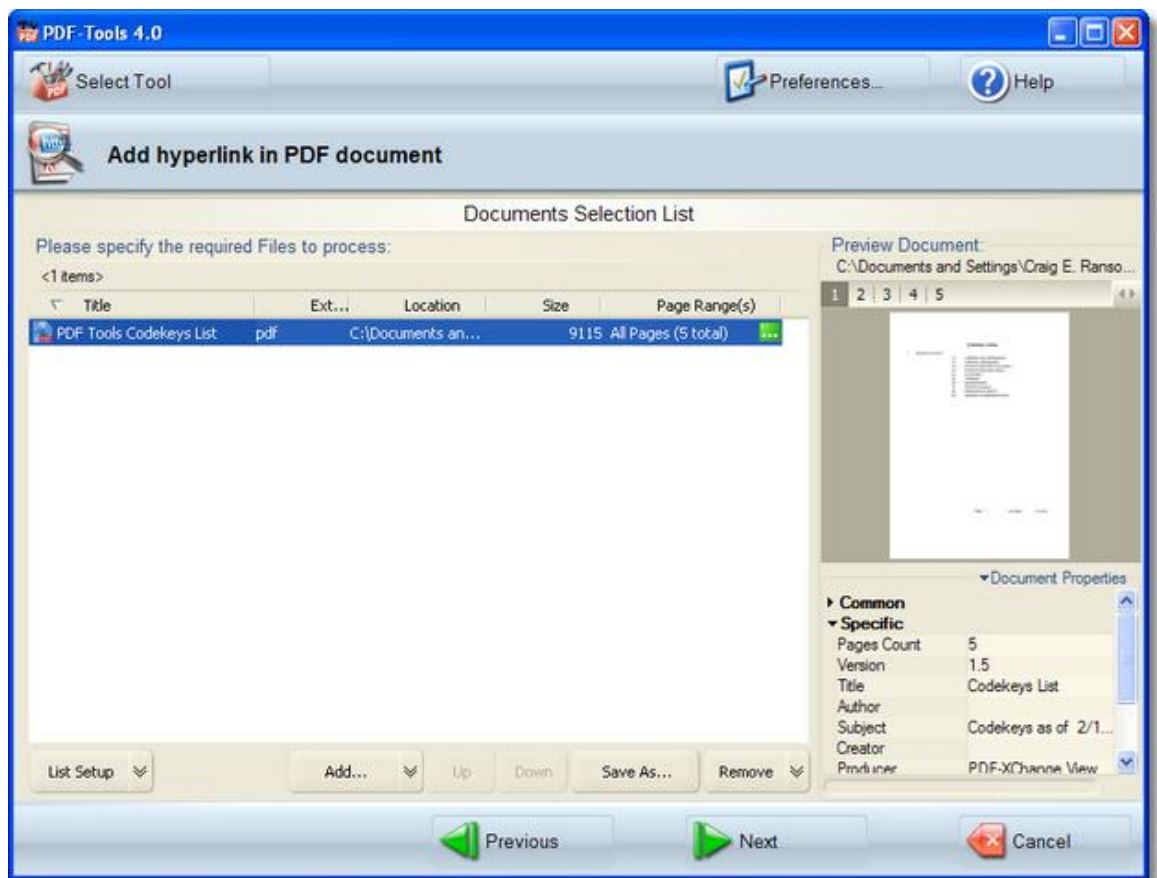 PDF-Tools 4.0
Select Tool
Preferences...
Help
Add hyperlink in PDF document
Documents Selection List
Please specify the required Files to process:
<1 items>
Title Ext... Location Size Page Range(s)
PDF Tools Codekeys List pdf C:\Documents an... 9115 All Pages (5 total) ...
Preview Document:
C:\Documents and Settings\Craig E. Ranso...
1 2 3 4 5
Document Properties
Common
Specific
Pages Count 5
Version 1.5
Title Codekeys List
Author
Subject Codekeys as of 2/1...
Creator
Producer PDF-XChange View
List Setup
Add...
Up
Down
Save As...
Remove
Previous
Next
Cancel